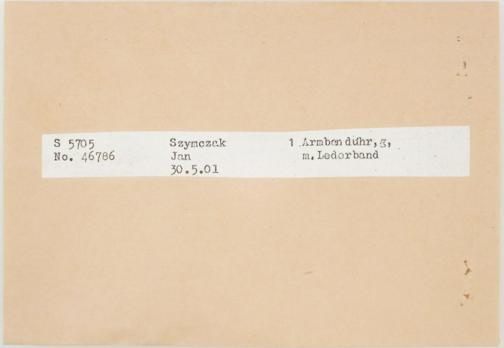 S 5705 Szymczak 1 Armbanduhr, g,
No. 46786 Jan m. Lederband
30.5.01